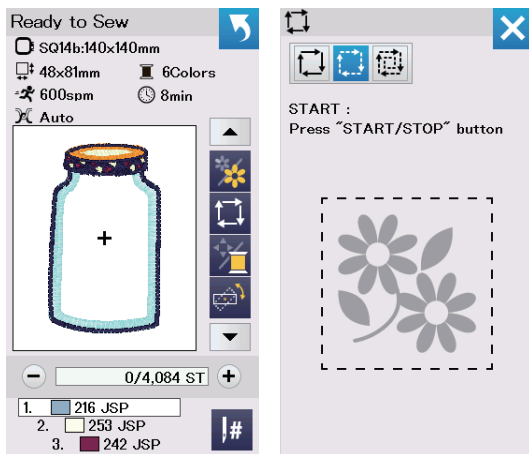 Ready to Sew
SQ14b:140x140mm
48x81mm 6Colors
600spm 8min
Auto
0/4,084 ST
1. 216 JSP
2. 253 JSP
3. 242 JSP
#
START :
Press "START/STOP" button